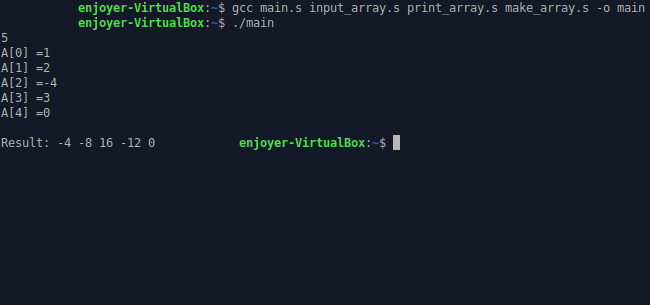 enjoyer-VirtualBox:~$ gcc main.s input_array.s print_array.s make_array.s -o main
enjoyer-VirtualBox:~$ ./main
5
A[0] =1
A[1] =2
A[2] =-4
A[3] =3
A[4] =0
Result: -4 -8 16 -12 0 enjoyer-VirtualBox:~$